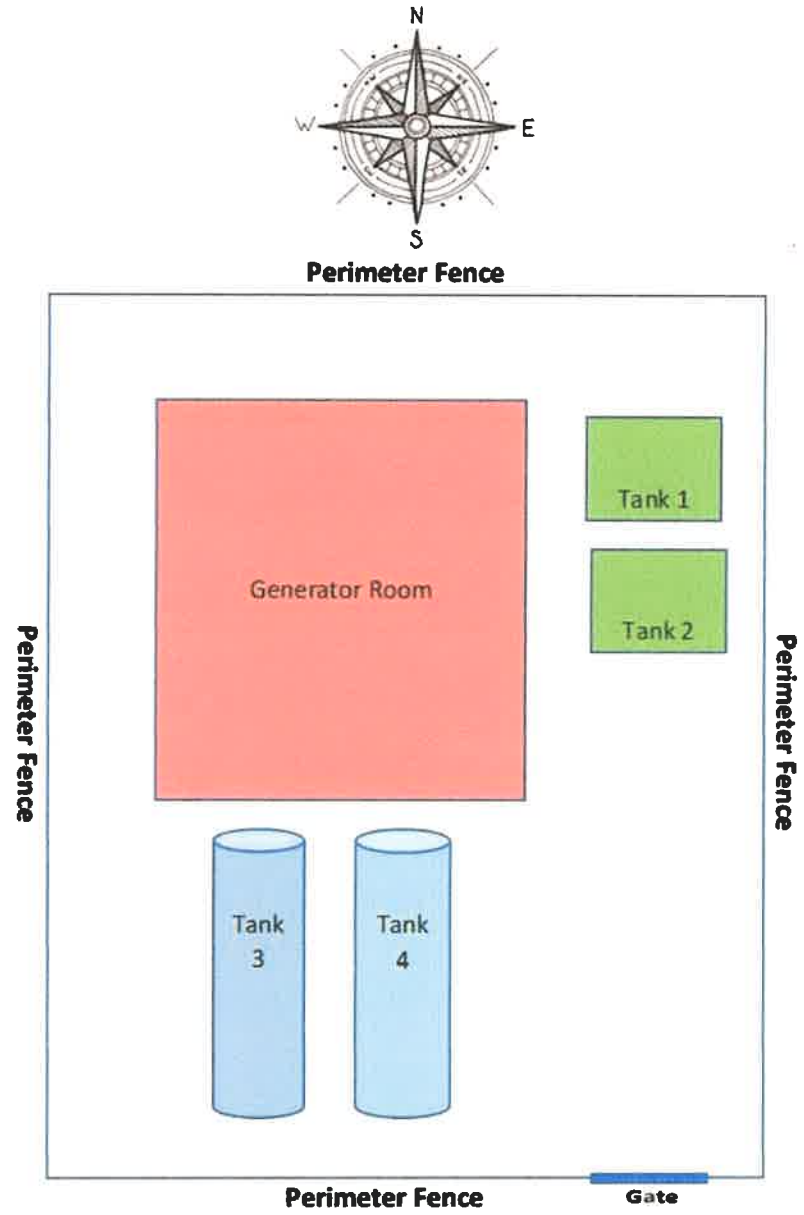 N
W
E
S
Perimeter Fence
Tank 1
Generator Room
Tank 2
Perimeter Fence
Perimeter Fence
Tank
3
Tank
4
Perimeter Fence
Gate